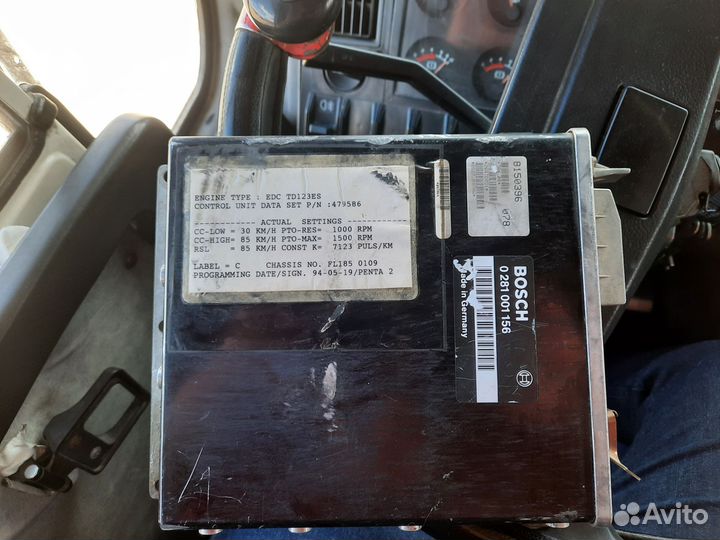 ENGINE TYPE : EDC TD123ES
CONTROL UNIT DATA SET P/N :479586
ACTUAL SETTINGS
CC-LOW = 30 KM/H PTO-RES= 1000 RPM
CC-HIGH= 85 KM/H PTO-MAX= 1500 RPM
RSL = 85 KM/H CONST K= 7123 PULS/KM
LABEL = C CHASSIS NO. FL185 0109
PROGRAMMING DATE/SIGN. 94-05-19/PENTA 2
8150396
078
BOSCH
0 281 001 156
Made in Germany
Avito